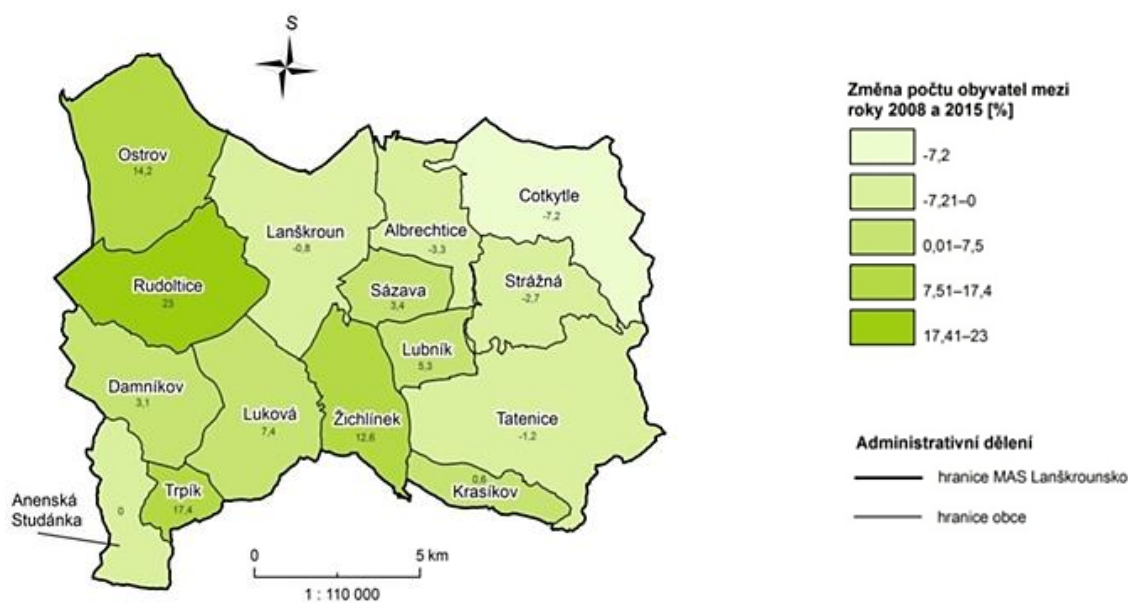 S
Změna počtu obyvatel mezi
roky 2008 a 2015 [%]
-7,2
-7,21–0
0,01–7,5
7,51–17,4
17,41–23
Administrativní dělení
hranice MAS Lanškrounsko
hranice obce
Ostrov
14,2
Lanškroun
-0,8
Albrechtice
-3,3
Cotkytle
-7,2
Rudoltice
23
Sázava
3,4
Strážná
-2,7
Lubník
5,3
Damníkov
3,1
Luková
7,4
Žichlínek
12,6
Tatenice
-1,2
0,6
Krasíkov
Trpík
17,4
Anenská
Studánka
0
0 5 km
1 : 110 000